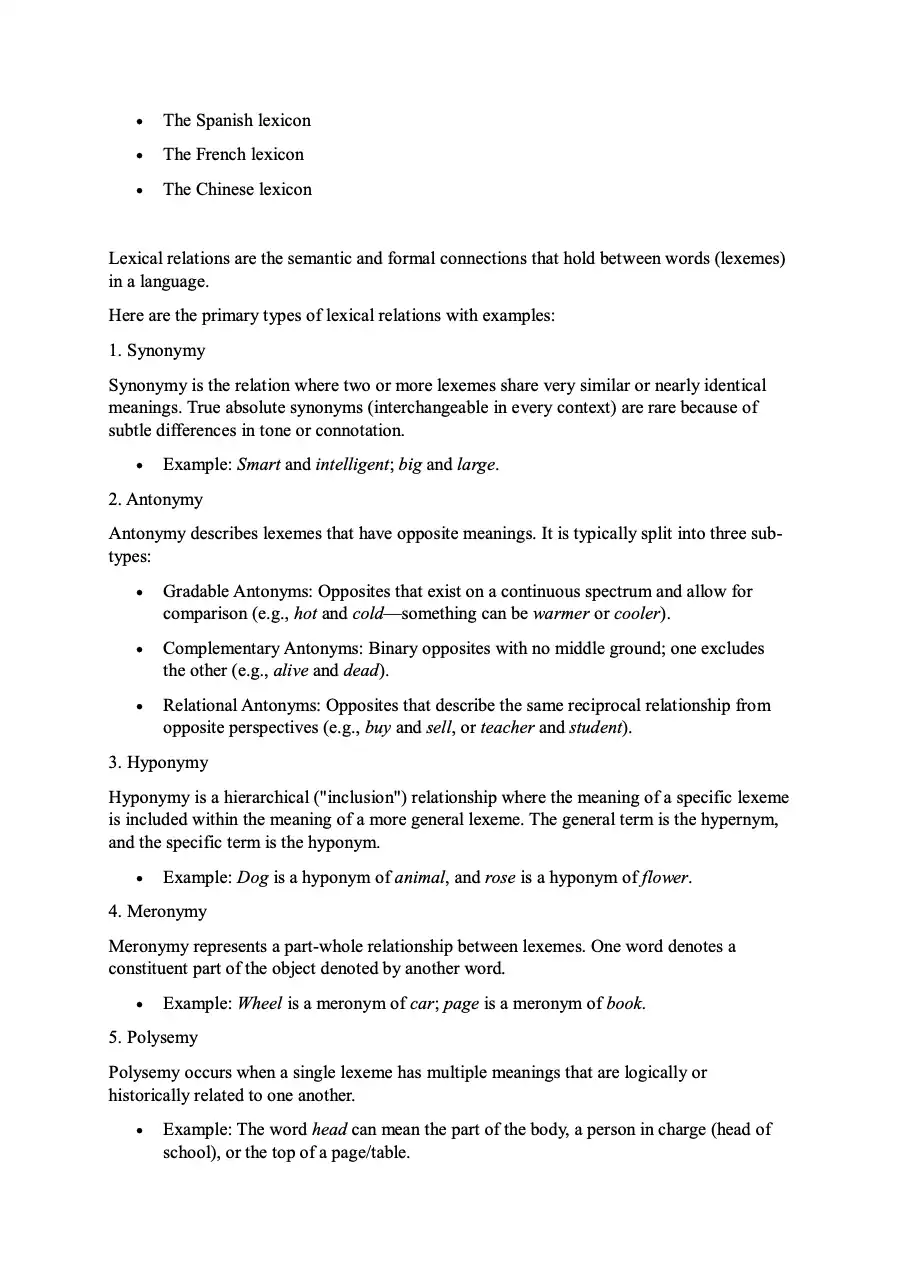 • The Spanish lexicon
• The French lexicon
• The Chinese lexicon
Lexical relations are the semantic and formal connections that hold between words (lexemes)
in a language.
Here are the primary types of lexical relations with examples:
1. Synonymy
Synonymy is the relation where two or more lexemes share very similar or nearly identical
meanings. True absolute synonyms (interchangeable in every context) are rare because of
subtle differences in tone or connotation.
• Example: Smart and intelligent; big and large.
2. Antonymy
Antonymy describes lexemes that have opposite meanings. It is typically split into three sub-
types:
• Gradable Antonyms: Opposites that exist on a continuous spectrum and allow for
comparison (e.g., hot and cold—something can be warmer or cooler).
• Complementary Antonyms: Binary opposites with no middle ground; one excludes
the other (e.g., alive and dead).
• Relational Antonyms: Opposites that describe the same reciprocal relationship from
opposite perspectives (e.g., buy and sell, or teacher and student).
3. Hyponymy
Hyponymy is a hierarchical ("inclusion") relationship where the meaning of a specific lexeme
is included within the meaning of a more general lexeme. The general term is the hypernym,
and the specific term is the hyponym.
• Example: Dog is a hyponym of animal, and rose is a hyponym of flower.
4. Meronymy
Meronymy represents a part-whole relationship between lexemes. One word denotes a
constituent part of the object denoted by another word.
• Example: Wheel is a meronym of car; page is a meronym of book.
5. Polysemy
Polysemy occurs when a single lexeme has multiple meanings that are logically or
historically related to one another.
• Example: The word head can mean the part of the body, a person in charge (head of
school), or the top of a page/table.